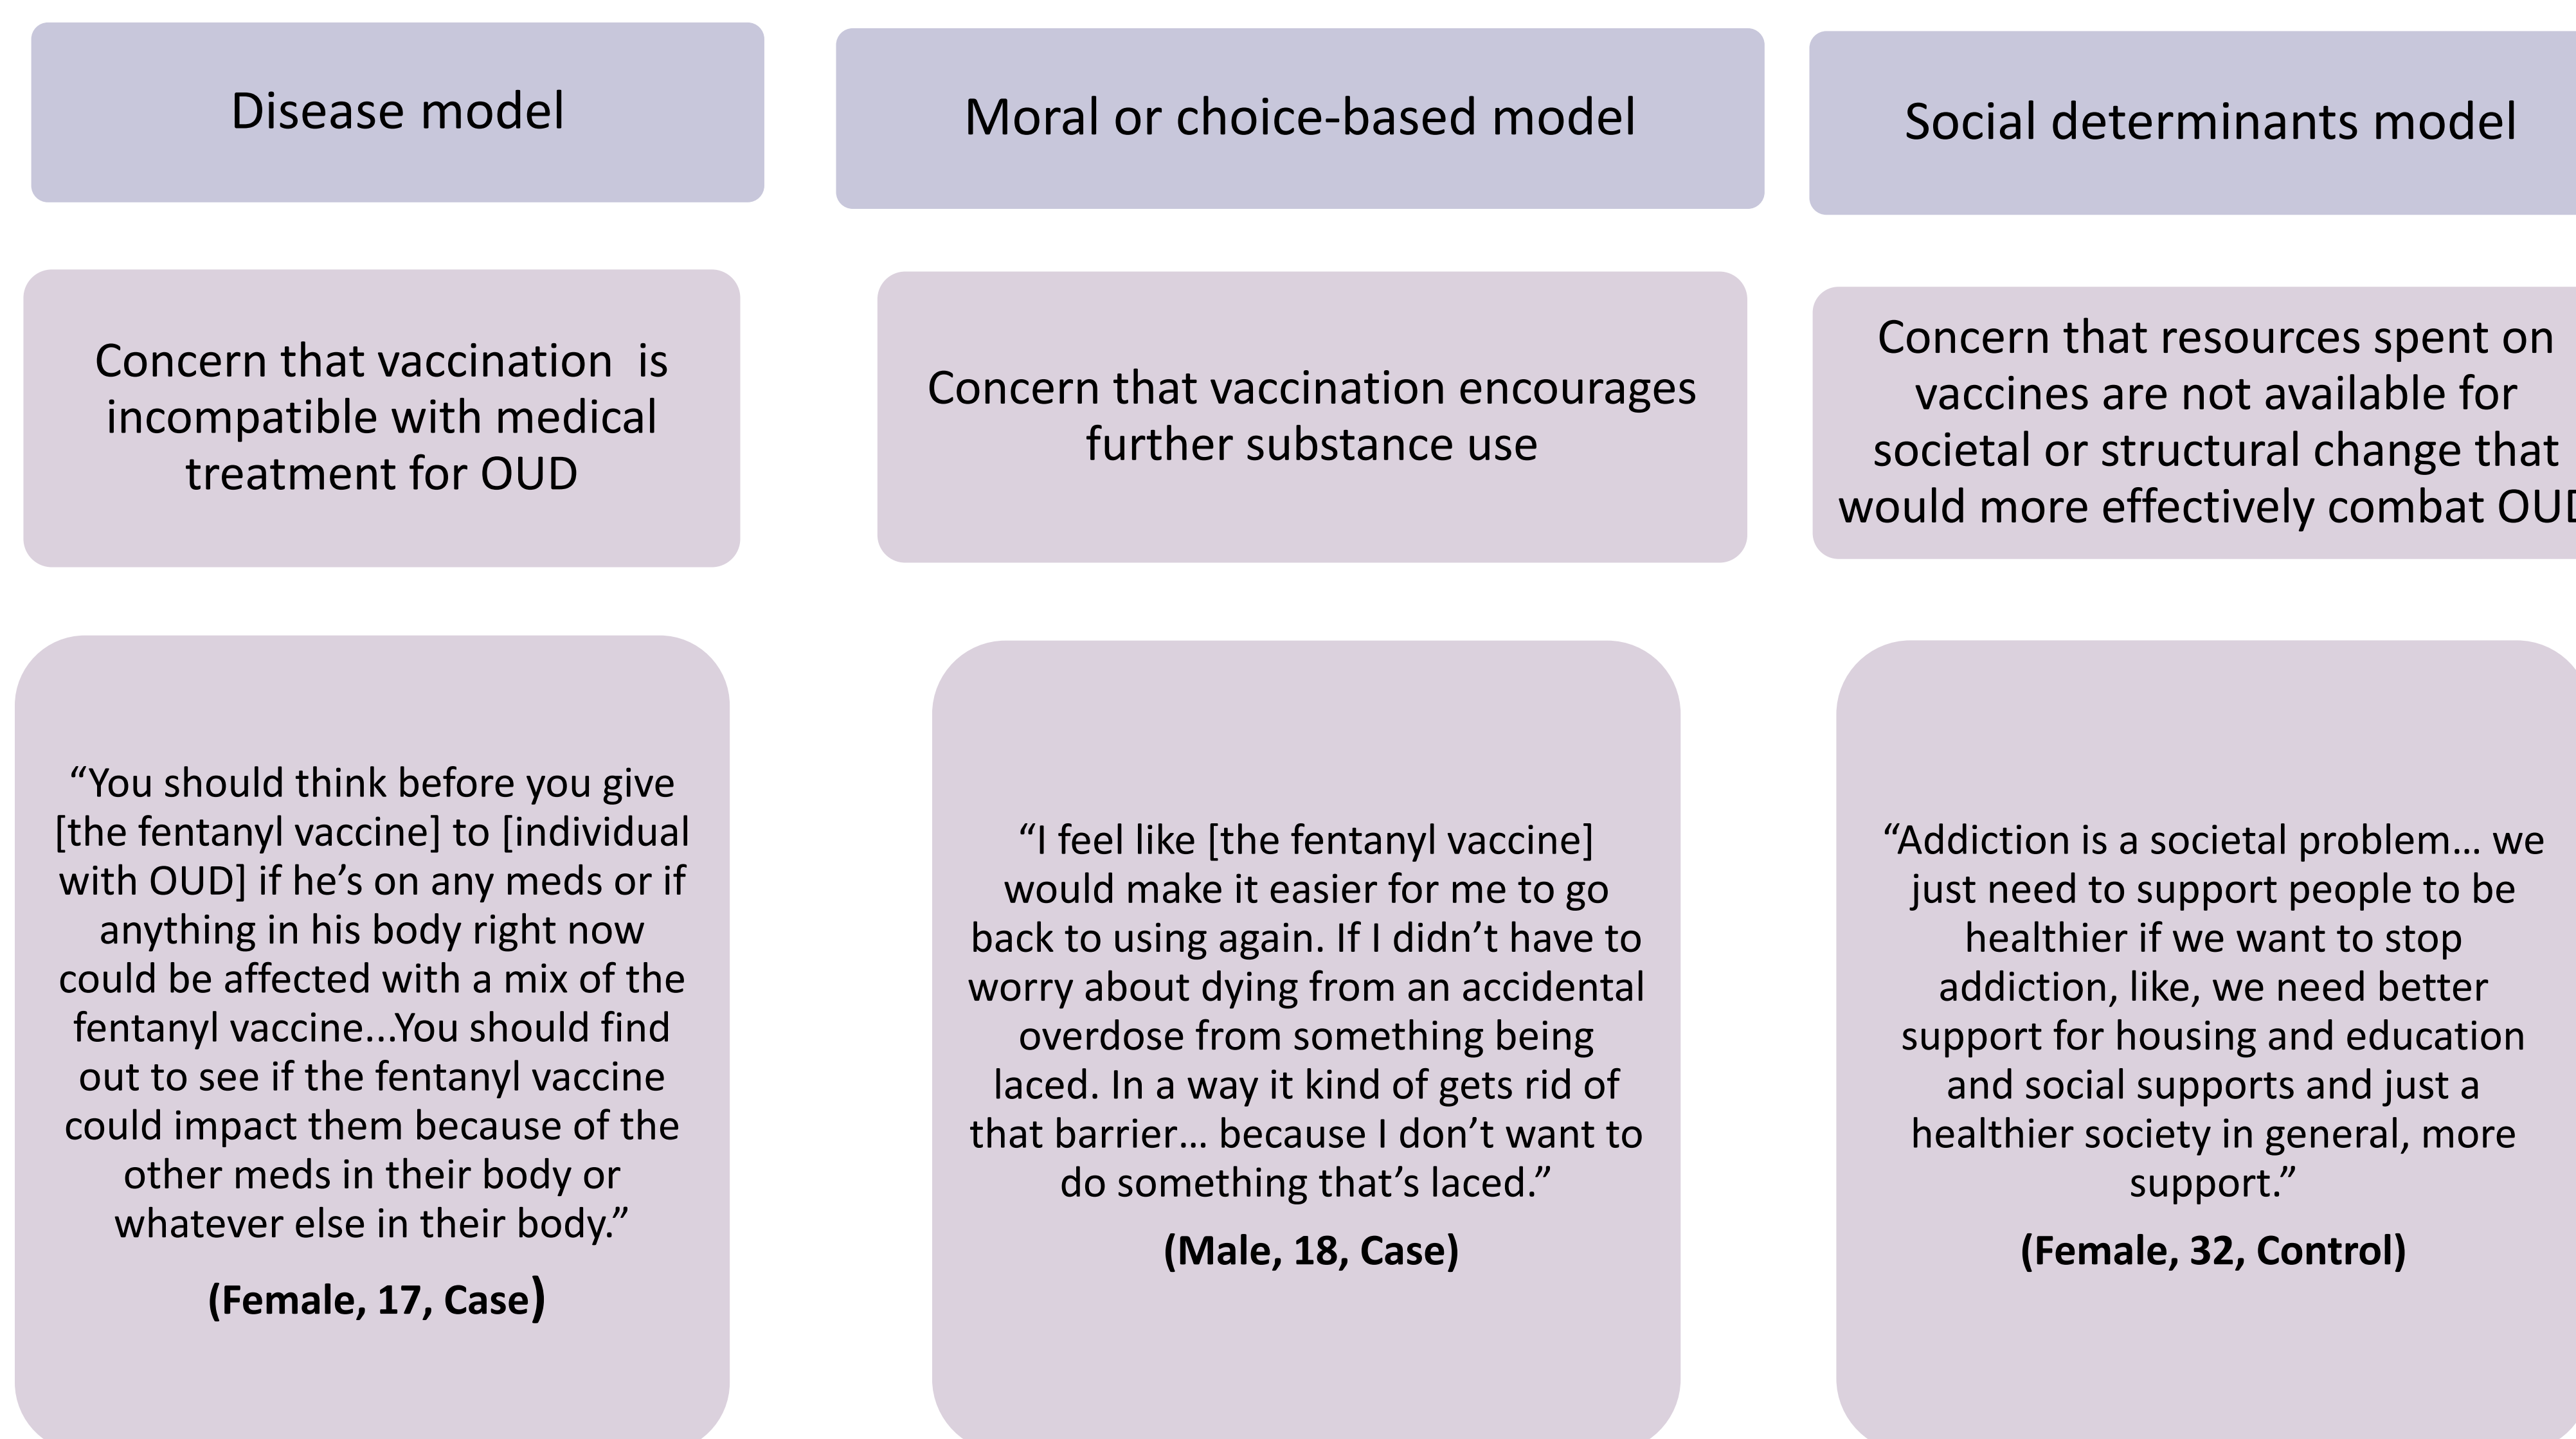 Disease model
Moral or choice-based model
Social determinants model
Concern that vaccination  is
incompatible with medical
treatment for OUD
Concern that vaccination encourages
further substance use
Concern that resources spent on
vaccines are not available for
societal or structural change that
would more effectively combat OUD
“You should think before you give
[the fentanyl vaccine] to [individual
with OUD] if he’s on any meds or if
anything in his body right now
could be affected with a mix of the
fentanyl vaccine...You should find
out to see if the fentanyl vaccine
could impact them because of the
other meds in their body or
whatever else in their body.”
(Female, 17, Case)
“I feel like [the fentanyl vaccine]
would make it easier for me to go
back to using again. If I didn’t have to
worry about dying from an accidental
overdose from something being
laced. In a way it kind of gets rid of
that barrier… because I don’t want to
do something that’s laced.”
(Male, 18, Case)
“Addiction is a societal problem… we
just need to support people to be
healthier if we want to stop
addiction, like, we need better
support for housing and education
and social supports and just a
healthier society in general, more
support.”
(Female, 32, Control)